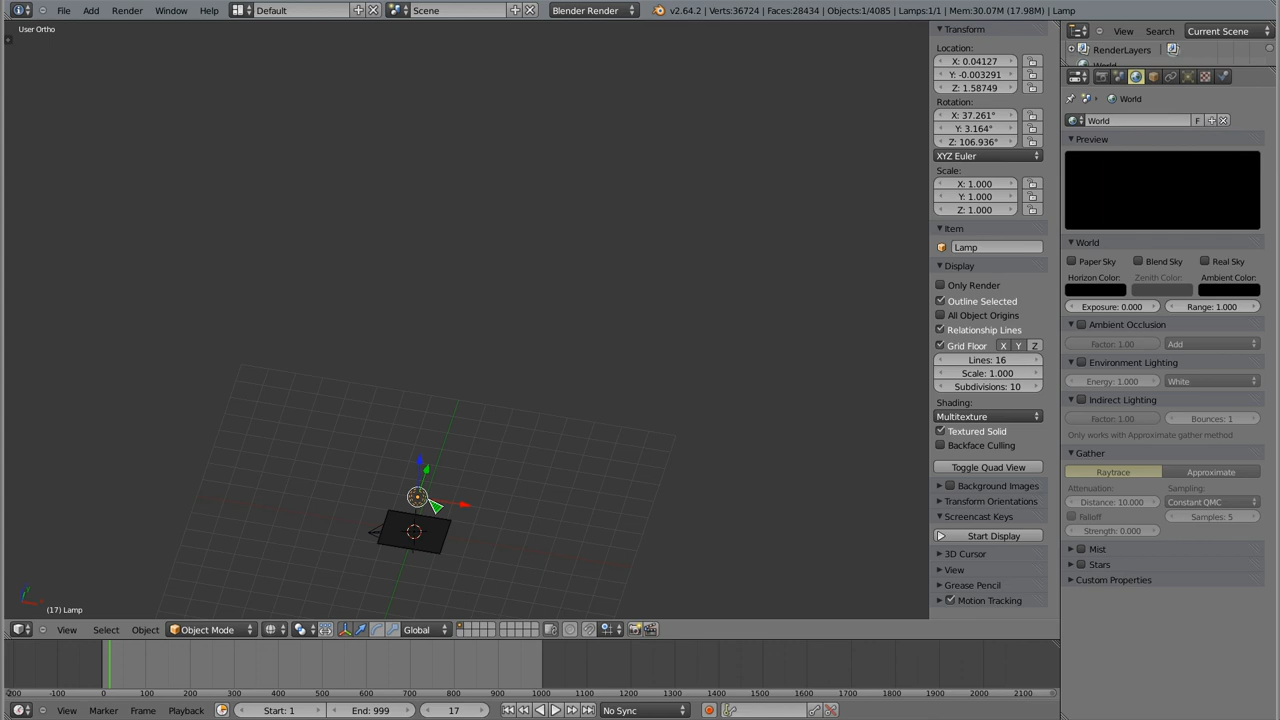 File Add Render Window Help Default Scene Blender Render v2.64.2 | Verts:36724 | Faces:28434 | Objects:1/4085 | Lamps:1/1 | Mem:30.07M (17.98M) | Lamp
User Ortho
(17) Lamp
View Select Object Object Mode Global
-100 0 100 200 300 400 500 600 700 800 900 1000 1100 1200 1300 1400 1500 1600 1700 1800 1900 2000 2100
View Marker Frame Playback Start: 1 End: 999 17 No Sync
Transform
Location:
X: 0.04127
Y: -0.003291
Z: 1.58749
Rotation:
X: 37.261°
Y: 3.164°
Z: 106.936°
XYZ Euler
Scale:
X: 1.000
Y: 1.000
Z: 1.000
Item
Lamp
Display
Only Render
Outline Selected
All Object Origins
Relationship Lines
Grid Floor X Y Z
Lines: 16
Scale: 1.000
Subdivisions: 10
Shading:
Multitexture
Textured Solid
Backface Culling
Toggle Quad View
Background Images
Transform Orientations
Screencast Keys
Start Display
3D Cursor
View
Grease Pencil
Motion Tracking
View Search Current Scene
RenderLayers
World
World F
Preview
World
Paper Sky Blend Sky Real Sky
Horizon Color: Zenith Color: Ambient Color:
Exposure: 0.000 Range: 1.000
Ambient Occlusion
Factor: 1.00 Add
Environment Lighting
Energy: 1.000 White
Indirect Lighting
Factor: 1.00 Bounces: 1
Only works with Approximate gather method
Gather
Raytrace Approximate
Attenuation: Sampling:
Distance: 10.000 Constant QMC
Falloff Samples: 5
Strength: 0.000
Mist
Stars
Custom Properties